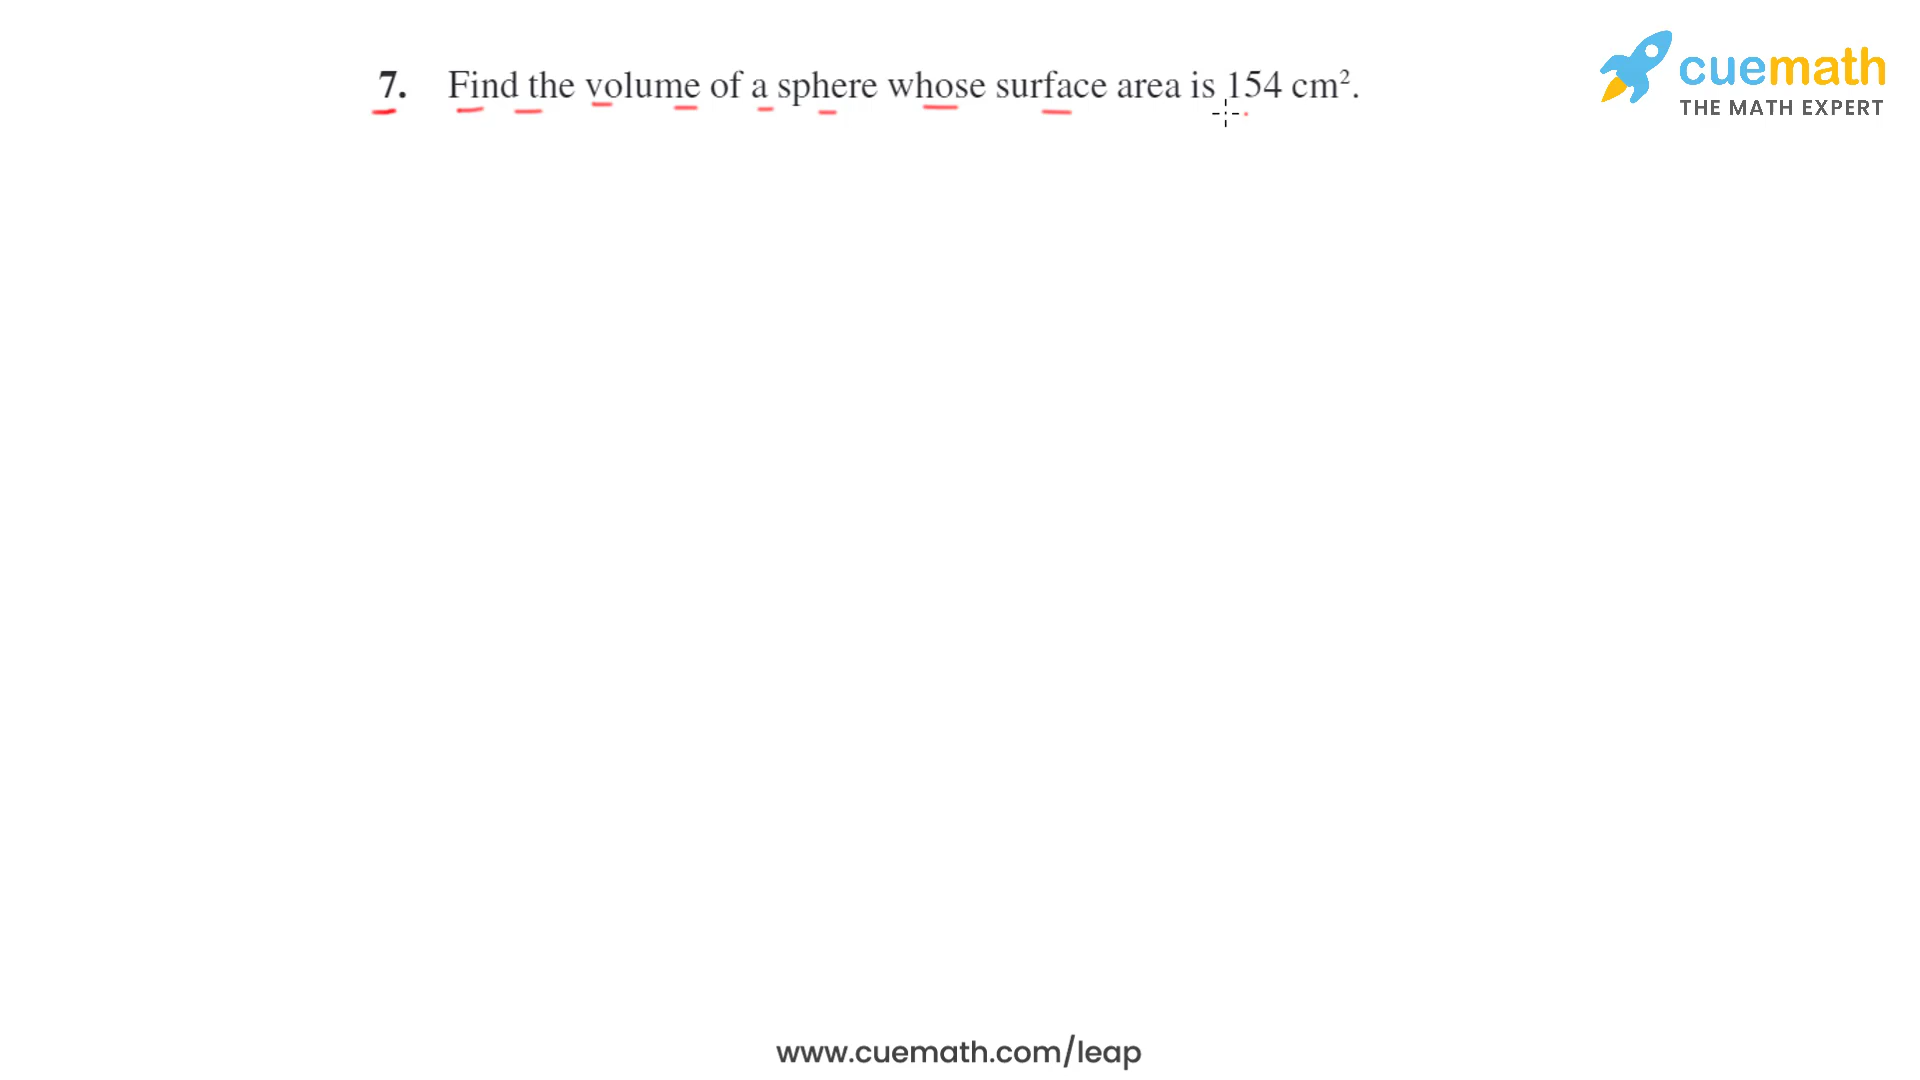 7. Find the volume of a sphere whose surface area is 154 cm².
cuemath
THE MATH EXPERT
www.cuemath.com/leap